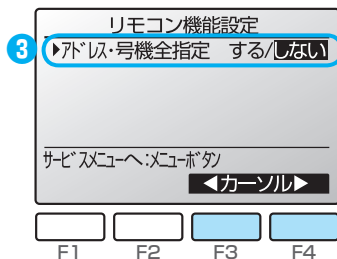 リモコン機能設定
3 ▶アドレス・号機全指定 する/しない
サービスメニューへ:メニューボタン
◀カーソル▶
F1 F2 F3 F4